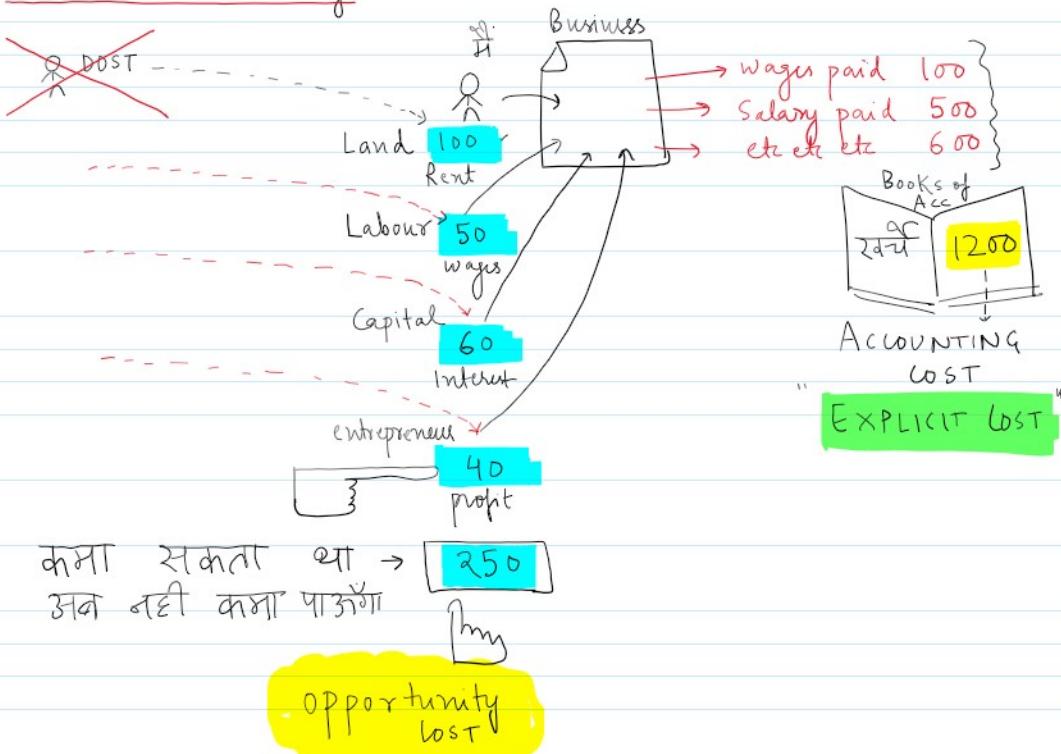 Business
DOST
में
wages paid 100
Salary paid 500
etc etc etc 600
Land 100
Rent
Books of
Acc
Labour 50
wages
खर्चे 1200
Capital
60
Interest
ACCOUNTING
COST
"EXPLICIT COST"
entrepreneur
40
profit
कमा सकता था → 250
अब नही कमा पाऊँगा
opportunity
COST